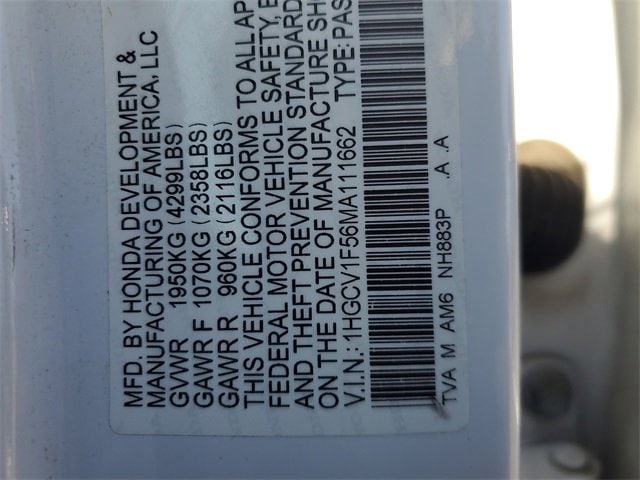 MFD. BY HONDA DEVELOPMENT &
MANUFACTURING OF AMERICA, LLC
GVWR 1950KG (4299LBS)
GAWR F 1070KG (2358LBS)
GAWR R 960KG (2116LBS)
THIS VEHICLE CONFORMS TO ALL AP
FEDERAL MOTOR VEHICLE SAFETY, B
AND THEFT PREVENTION STANDARD
ON THE DATE OF MANUFACTURE SH
V.I.N.: 1HGCV1F56MA111662 TYPE: PAS
TVA M AM6 NH883P .A .A